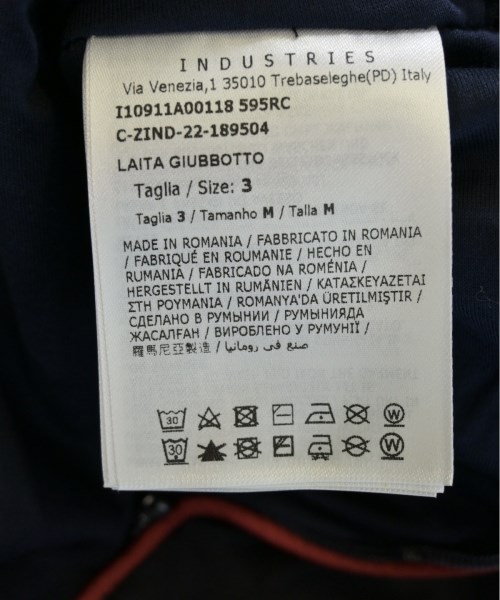 INDUSTRIES
Via Venezia,1 35010 Trebaseleghe(PD) Italy
I10911A00118 595RC
C-ZIND-22-189504
LAITA GIUBBOTTO
Taglia / Size: 3
Taglia 3 / Tamanho M / Talla M
MADE IN ROMANIA / FABBRICATO IN ROMANIA
/ FABRIQUÉ EN ROUMANIE / HECHO EN
RUMANIA / FABRICADO NA ROMÉNIA /
HERGESTELLT IN RUMÄNIEN / ΚΑΤΑΣΚΕΥΑΖΕΤΑΙ
ΣΤΗ ΡΟΥΜΑΝΙΑ / ROMANYA'DA ÜRETILMIŞTIR /
СДЕЛАНО В РУМЫНИИ / РУМЫНИЯДА
ЖАСАЛҒАН / ВИРОБЛЕНО У РУМУНІЇ /
羅馬尼亞製造 / صنع في رومانيا
30 W
30 W